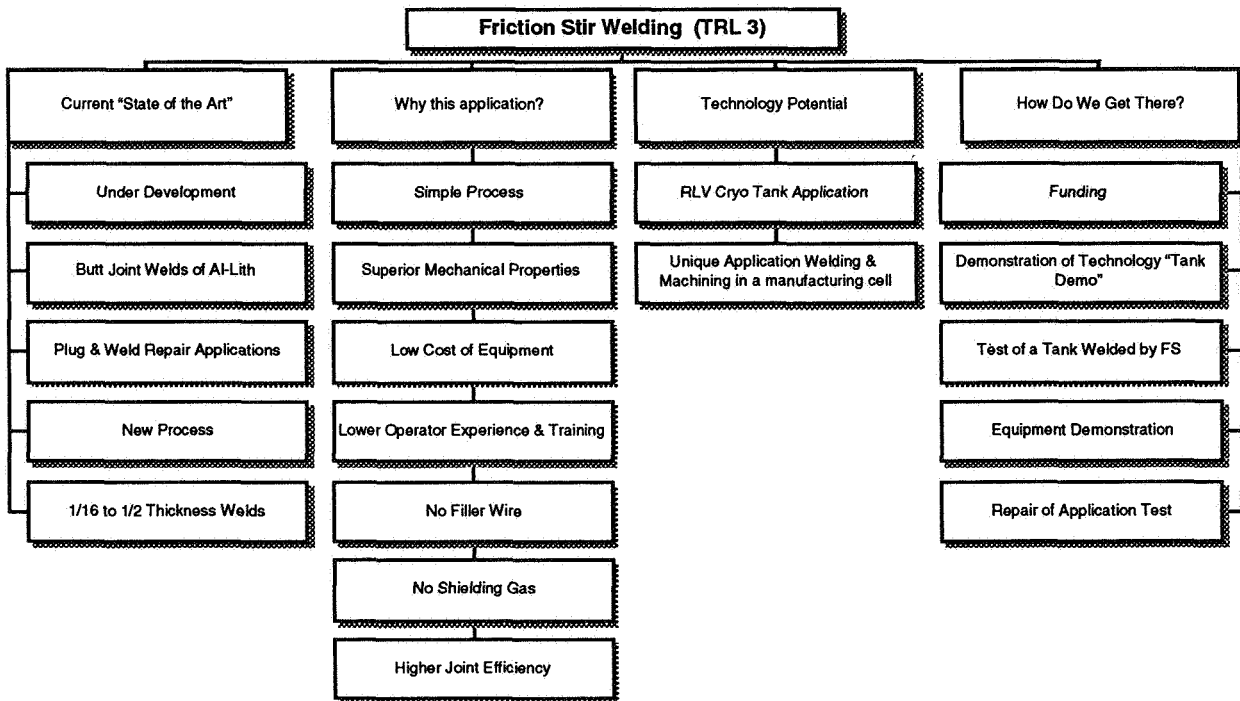 Friction Stir Welding (TRL 3)
Current "State of the Art"
Under Development
Butt Joint Welds of Al-Lith
Plug & Weld Repair Applications
New Process
1/16 to 1/2 Thickness Welds
Why this application?
Simple Process
Superior Mechanical Properties
Low Cost of Equipment
Lower Operator Experience & Training
No Filler Wire
No Shielding Gas
Higher Joint Efficiency
Technology Potential
RLV Cryo Tank Application
Unique Application Welding &
Machining in a manufacturing cell
How Do We Get There?
Funding
Demonstration of Technology "Tank
Demo"
Test of a Tank Welded by FS
Equipment Demonstration
Repair of Application Test